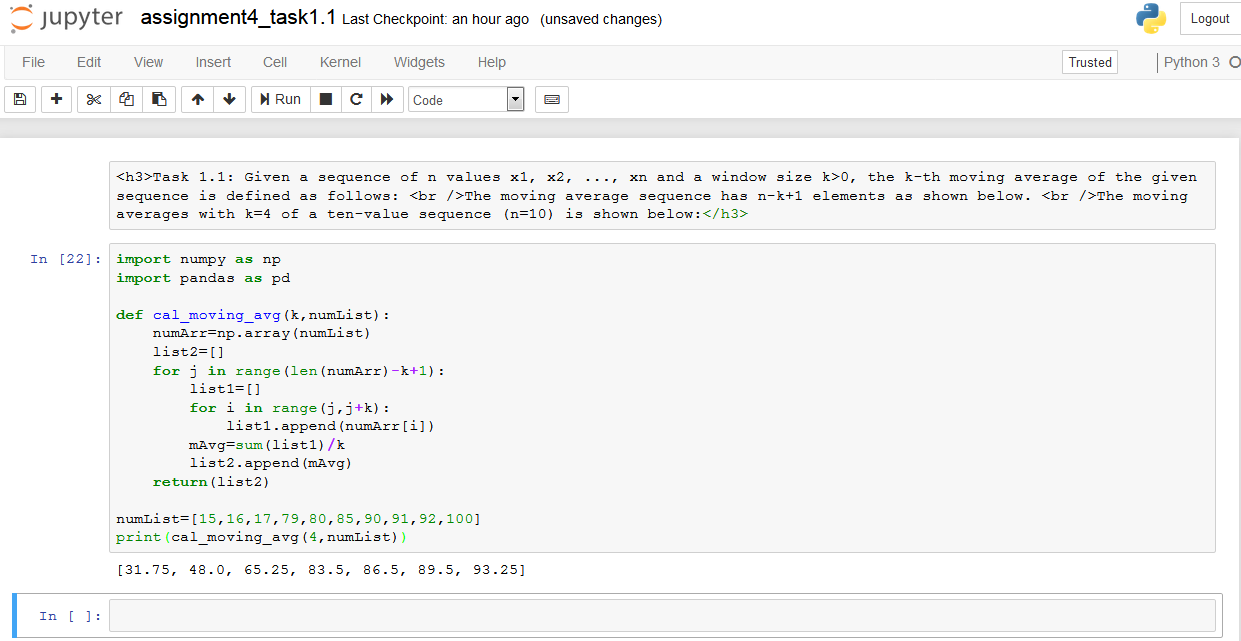 jupyter assignment4_task1.1 Last Checkpoint: an hour ago (unsaved changes) Logout
File Edit View Insert Cell Kernel Widgets Help Trusted Python 3
Run Code
<h3>Task 1.1: Given a sequence of n values x1, x2, ..., xn and a window size k>0, the k-th moving average of the given
sequence is defined as follows: <br />The moving average sequence has n-k+1 elements as shown below. <br />The moving
averages with k=4 of a ten-value sequence (n=10) is shown below:</h3>
In [22]: import numpy as np
import pandas as pd
def cal_moving_avg(k,numList):
    numArr=np.array(numList)
    list2=[]
    for j in range(len(numArr)-k+1):
        list1=[]
        for i in range(j,j+k):
            list1.append(numArr[i])
        mAvg=sum(list1)/k
        list2.append(mAvg)
    return(list2)
numList=[15,16,17,79,80,85,90,91,92,100]
print(cal_moving_avg(4,numList))
[31.75, 48.0, 65.25, 83.5, 86.5, 89.5, 93.25]
In [ ]: